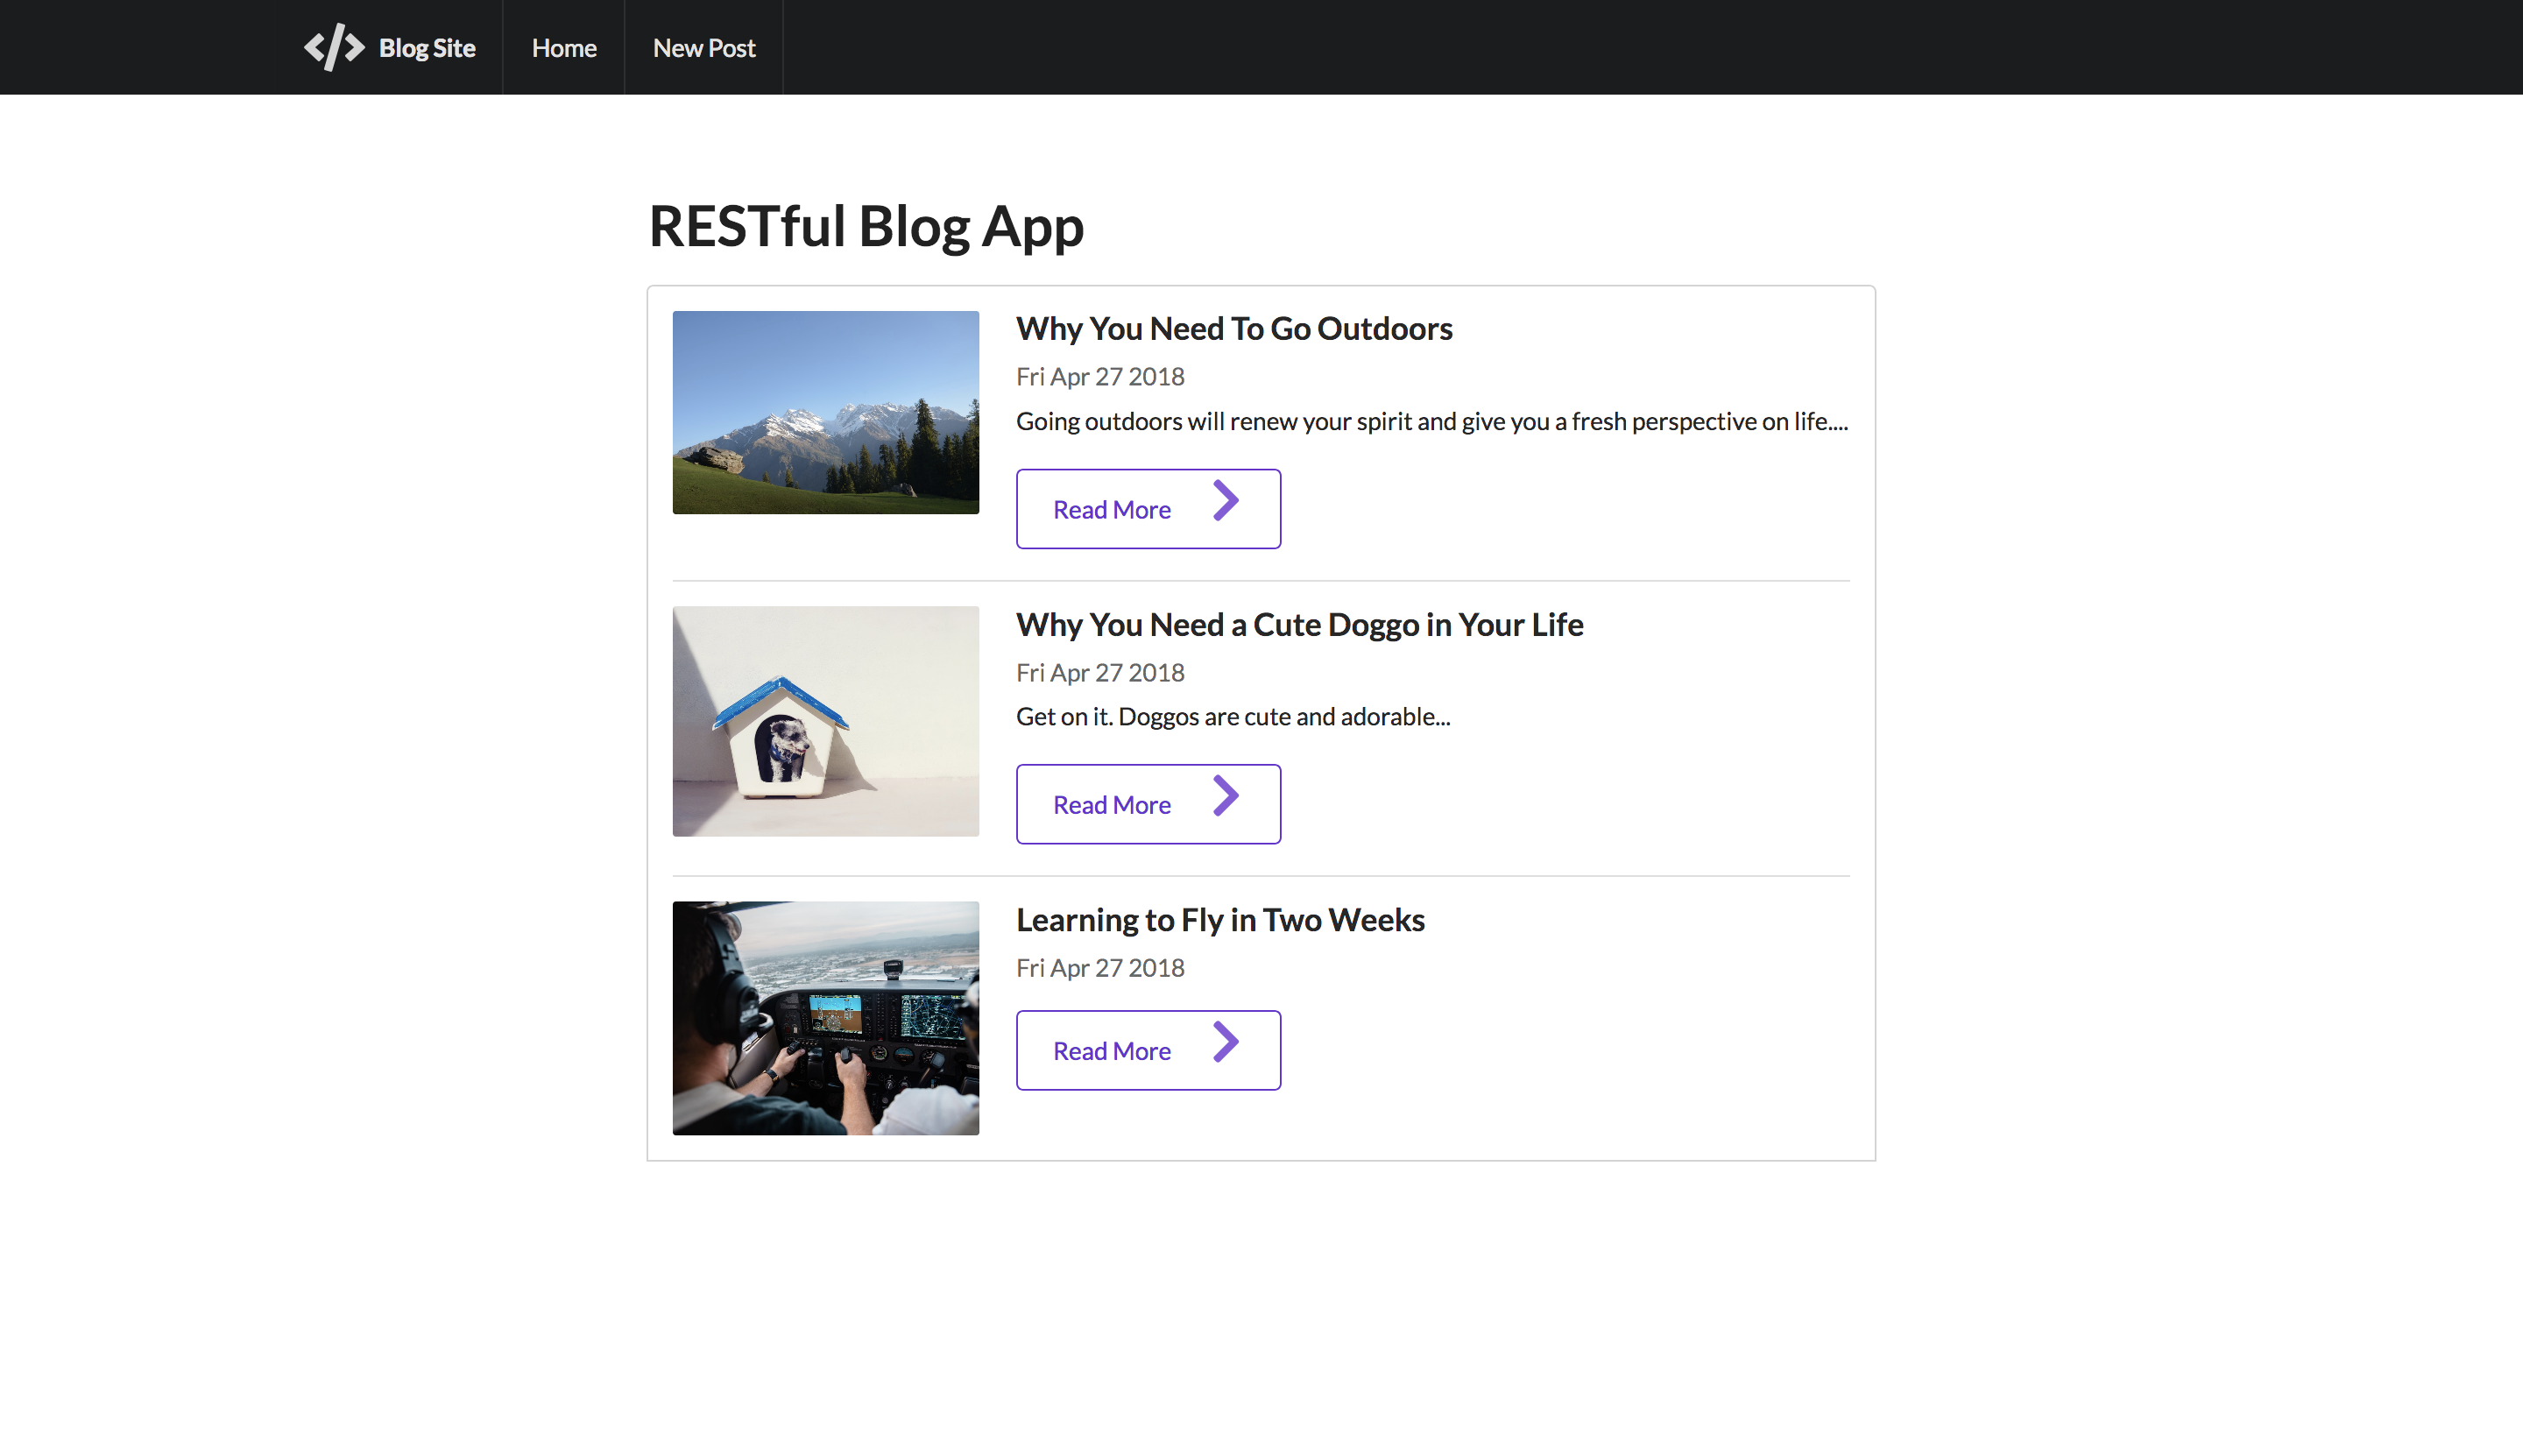 Blog Site Home New Post
RESTful Blog App
Why You Need To Go Outdoors
Fri Apr 27 2018
Going outdoors will renew your spirit and give you a fresh perspective on life....
Read More
Why You Need a Cute Doggo in Your Life
Fri Apr 27 2018
Get on it. Doggos are cute and adorable...
Read More
Learning to Fly in Two Weeks
Fri Apr 27 2018
Read More